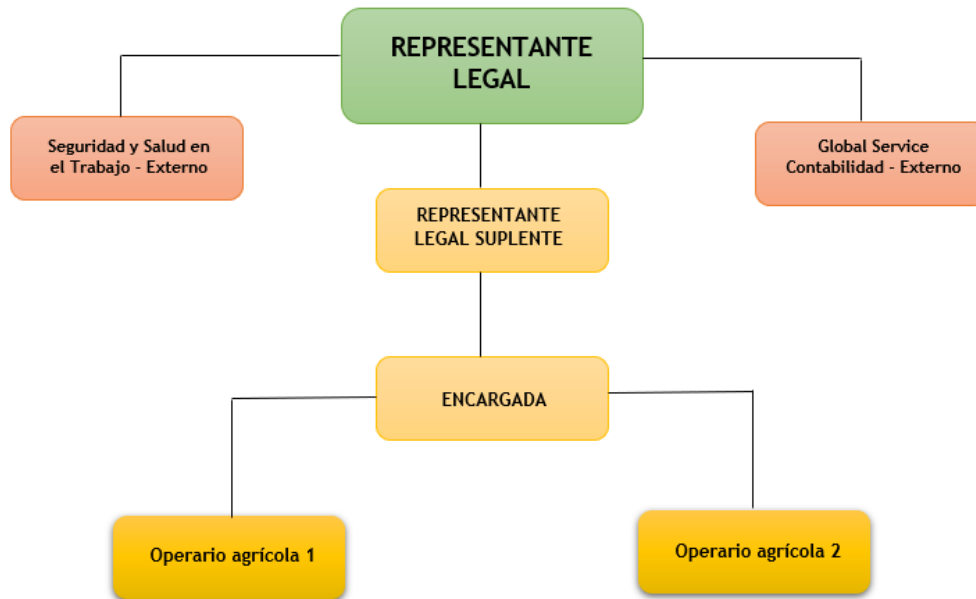 REPRESENTANTE
LEGAL
Seguridad y Salud en
el Trabajo - Externo
Global Service
Contabilidad - Externo
REPRESENTANTE
LEGAL SUPLENTE
ENCARGADA
Operario agrícola 1
Operario agrícola 2